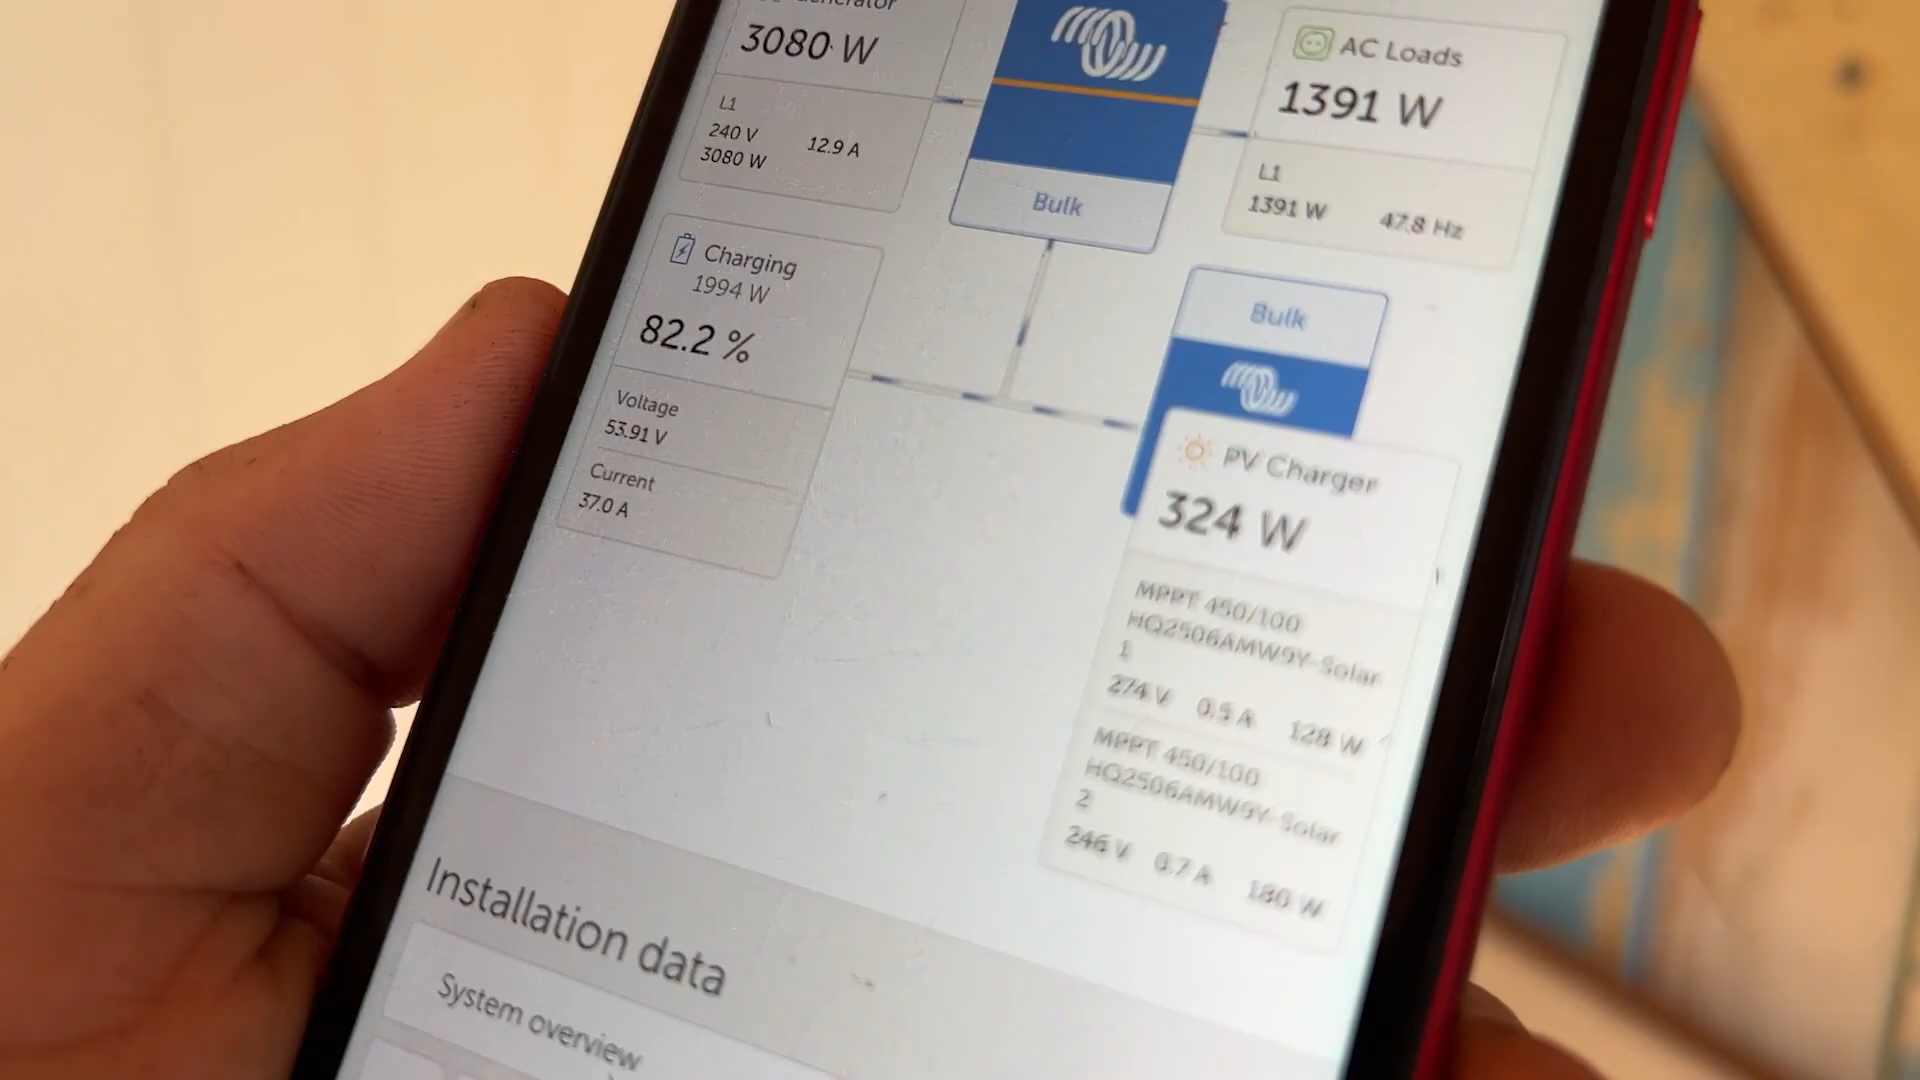 Generator
3080 W
L1
240 V 12.9 A
3080 W
Bulk
AC Loads
1391 W
L1
1391 W 47.8 Hz
Charging
1994 W
82.2 %
Voltage
53.91 V
Current
37.0 A
Bulk
PV Charger
324 W
MPPT 450/100
HQ2506AMW9Y-Solar
1
274 V 0.5 A 128 W
MPPT 450/100
HQ2506AMW9Y-Solar
2
246 V 0.7 A 180 W
Installation data
System overview